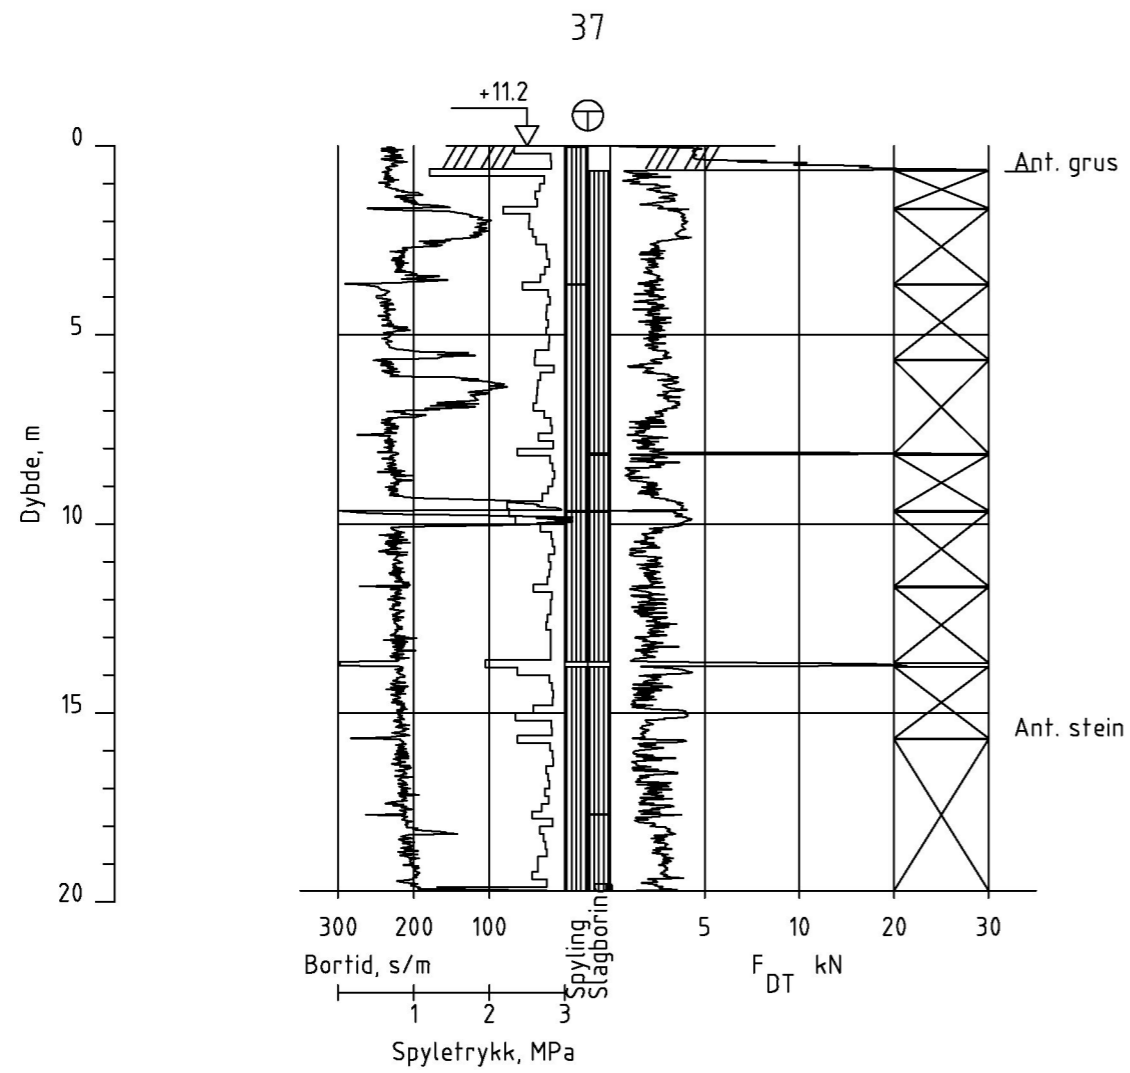 37
+11.2
0
Ant. grus
5
Dybde, m
10
15
Ant. stein
20
300 200 100
5 10 20 30
Bortid, s/m
Spyling
Slagboring
F DT kN
1 2 3
Spyletrykk, MPa